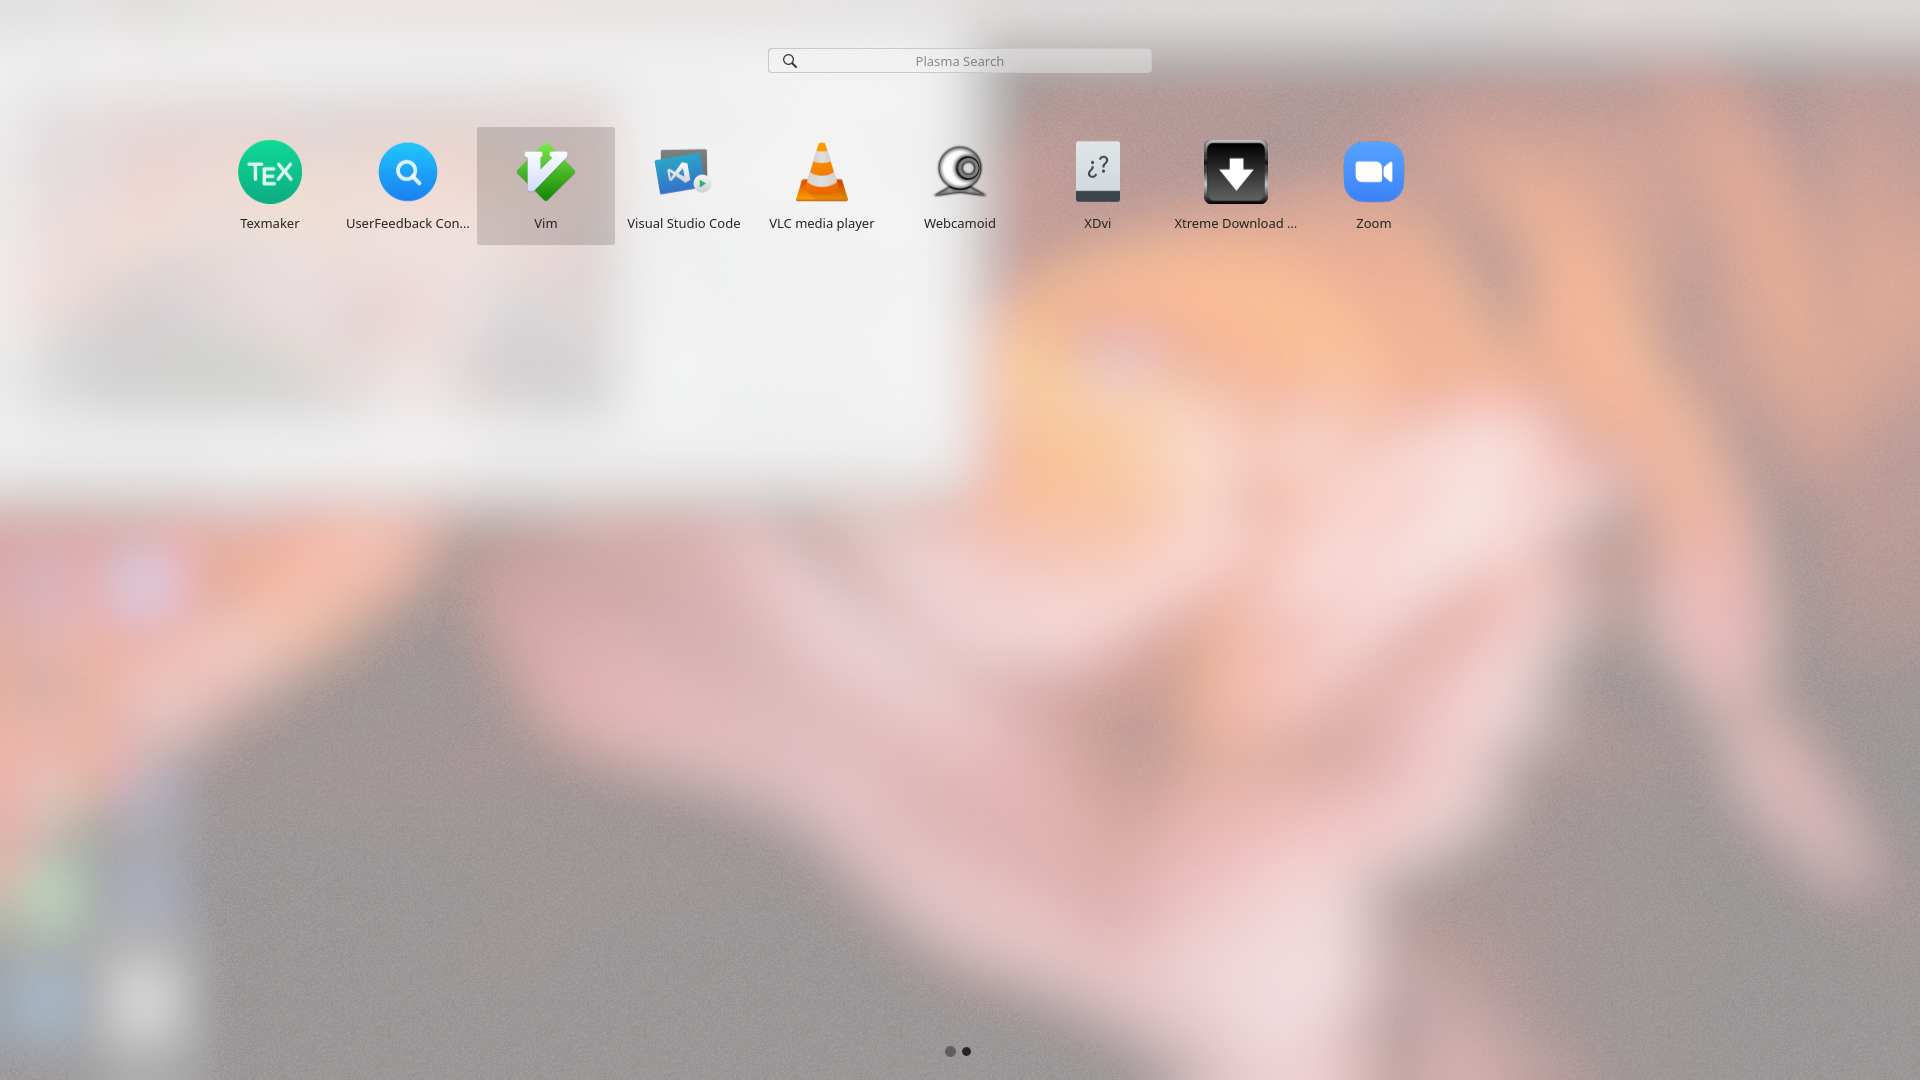 Plasma Search
TEX
Texmaker
UserFeedback Con...
Vim
Visual Studio Code
VLC media player
Webcamoid
¿?
XDvi
Xtreme Download ...
Zoom